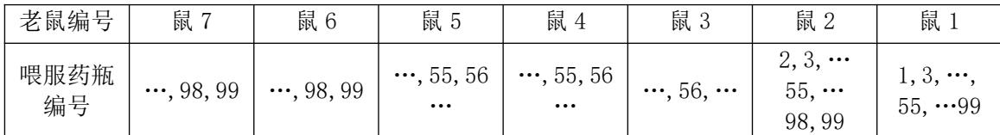 老鼠编号 鼠 7 鼠 6 鼠 5 鼠 4 鼠 3 鼠 2 鼠 1
喂服药瓶
编号
…, 98, 99
…, 98, 99
…, 55, 56
…
…, 55, 56
…
…, 56, …
2, 3, …
55, …
98, 99
1, 3, …,
55, …99